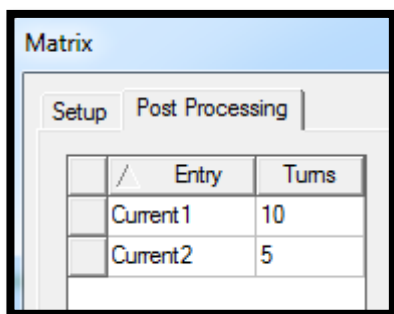 Matrix
Setup Post Processing
/ Entry Turns
Current1 10
Current2 5